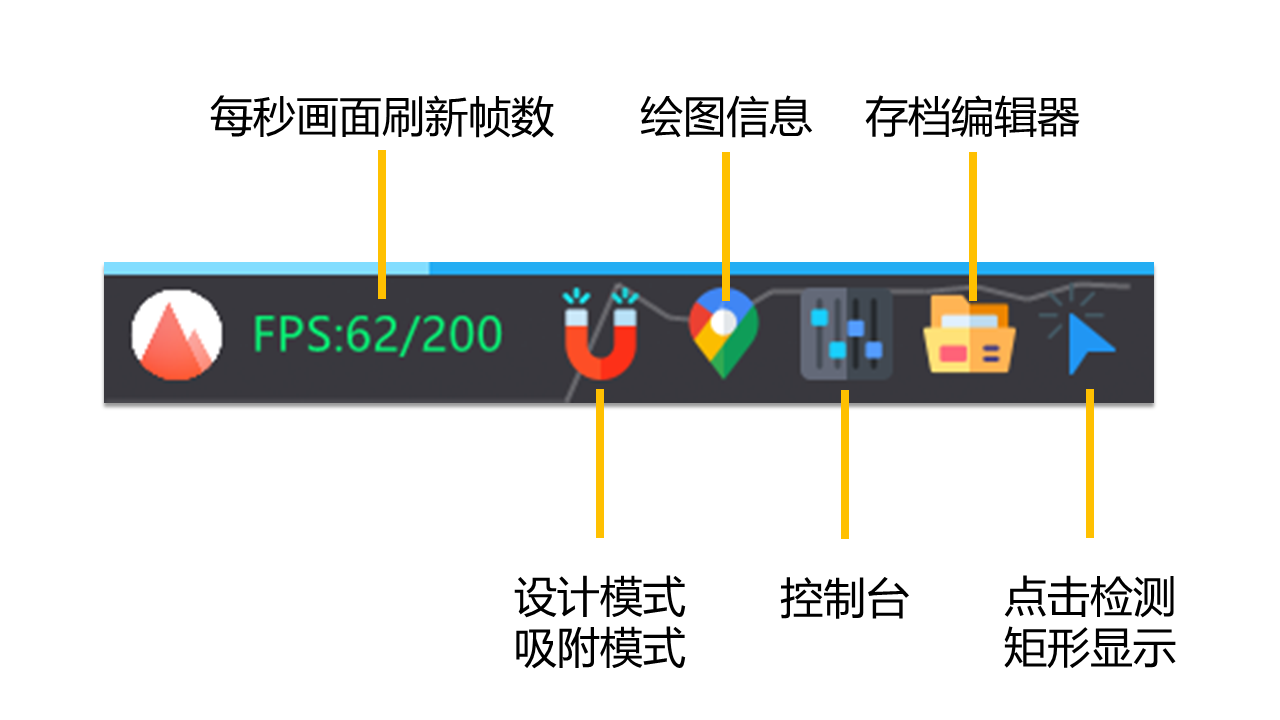 每秒画面刷新帧数
绘图信息
存档编辑器
FPS:62/200
设计模式
吸附模式
控制台
点击检测
矩形显示